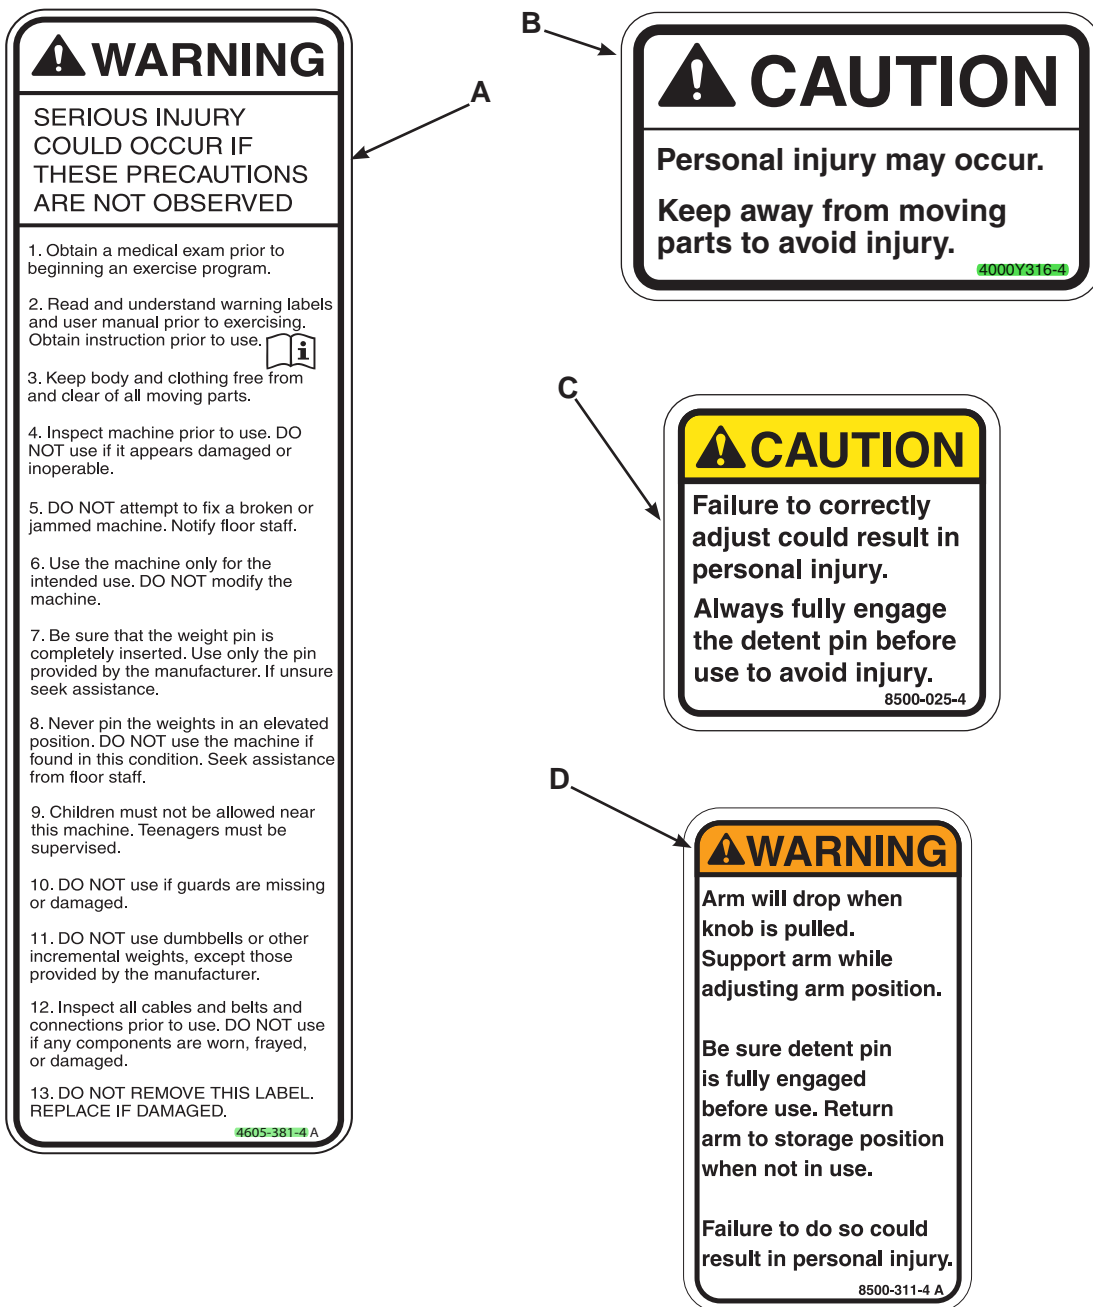 A
WARNING
SERIOUS INJURY
COULD OCCUR IF
THESE PRECAUTIONS
ARE NOT OBSERVED
1. Obtain a medical exam prior to
beginning an exercise program.
2. Read and understand warning labels
and user manual prior to exercising.
Obtain instruction prior to use.
i
3. Keep body and clothing free from
and clear of all moving parts.
4. Inspect machine prior to use. DO
NOT use if it appears damaged or
inoperable.
5. DO NOT attempt to fix a broken or
jammed machine. Notify floor staff.
6. Use the machine only for the
intended use. DO NOT modify the
machine.
7. Be sure that the weight pin is
completely inserted. Use only the pin
provided by the manufacturer. If unsure
seek assistance.
8. Never pin the weights in an elevated
position. DO NOT use the machine if
found in this condition. Seek assistance
from floor staff.
9. Children must not be allowed near
this machine. Teenagers must be
supervised.
10. DO NOT use if guards are missing
or damaged.
11. DO NOT use dumbbells or other
incremental weights, except those
provided by the manufacturer.
12. Inspect all cables and belts and
connections prior to use. DO NOT use
if any components are worn, frayed,
or damaged.
13. DO NOT REMOVE THIS LABEL.
REPLACE IF DAMAGED.
4605-381-4 A
B
CAUTION
Personal injury may occur.
Keep away from moving
parts to avoid injury.
4000Y316-4
C
CAUTION
Failure to correctly
adjust could result in
personal injury.
Always fully engage
the detent pin before
use to avoid injury.
8500-025-4
D
WARNING
Arm will drop when
knob is pulled.
Support arm while
adjusting arm position.
Be sure detent pin
is fully engaged
before use. Return
arm to storage position
when not in use.
Failure to do so could
result in personal injury.
8500-311-4 A